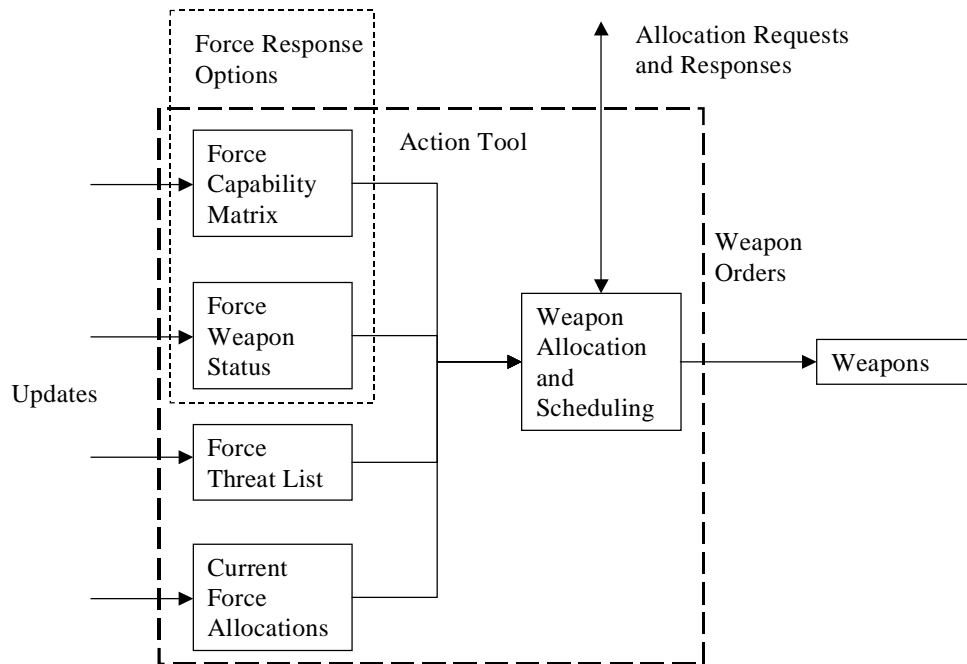 Force Response
Options
Allocation Requests
and Responses
Action Tool
Force
Capability
Matrix
Weapon
Orders
Force
Weapon
Status
Weapon
Allocation
and
Scheduling
Weapons
Updates
Force
Threat List
Current
Force
Allocations